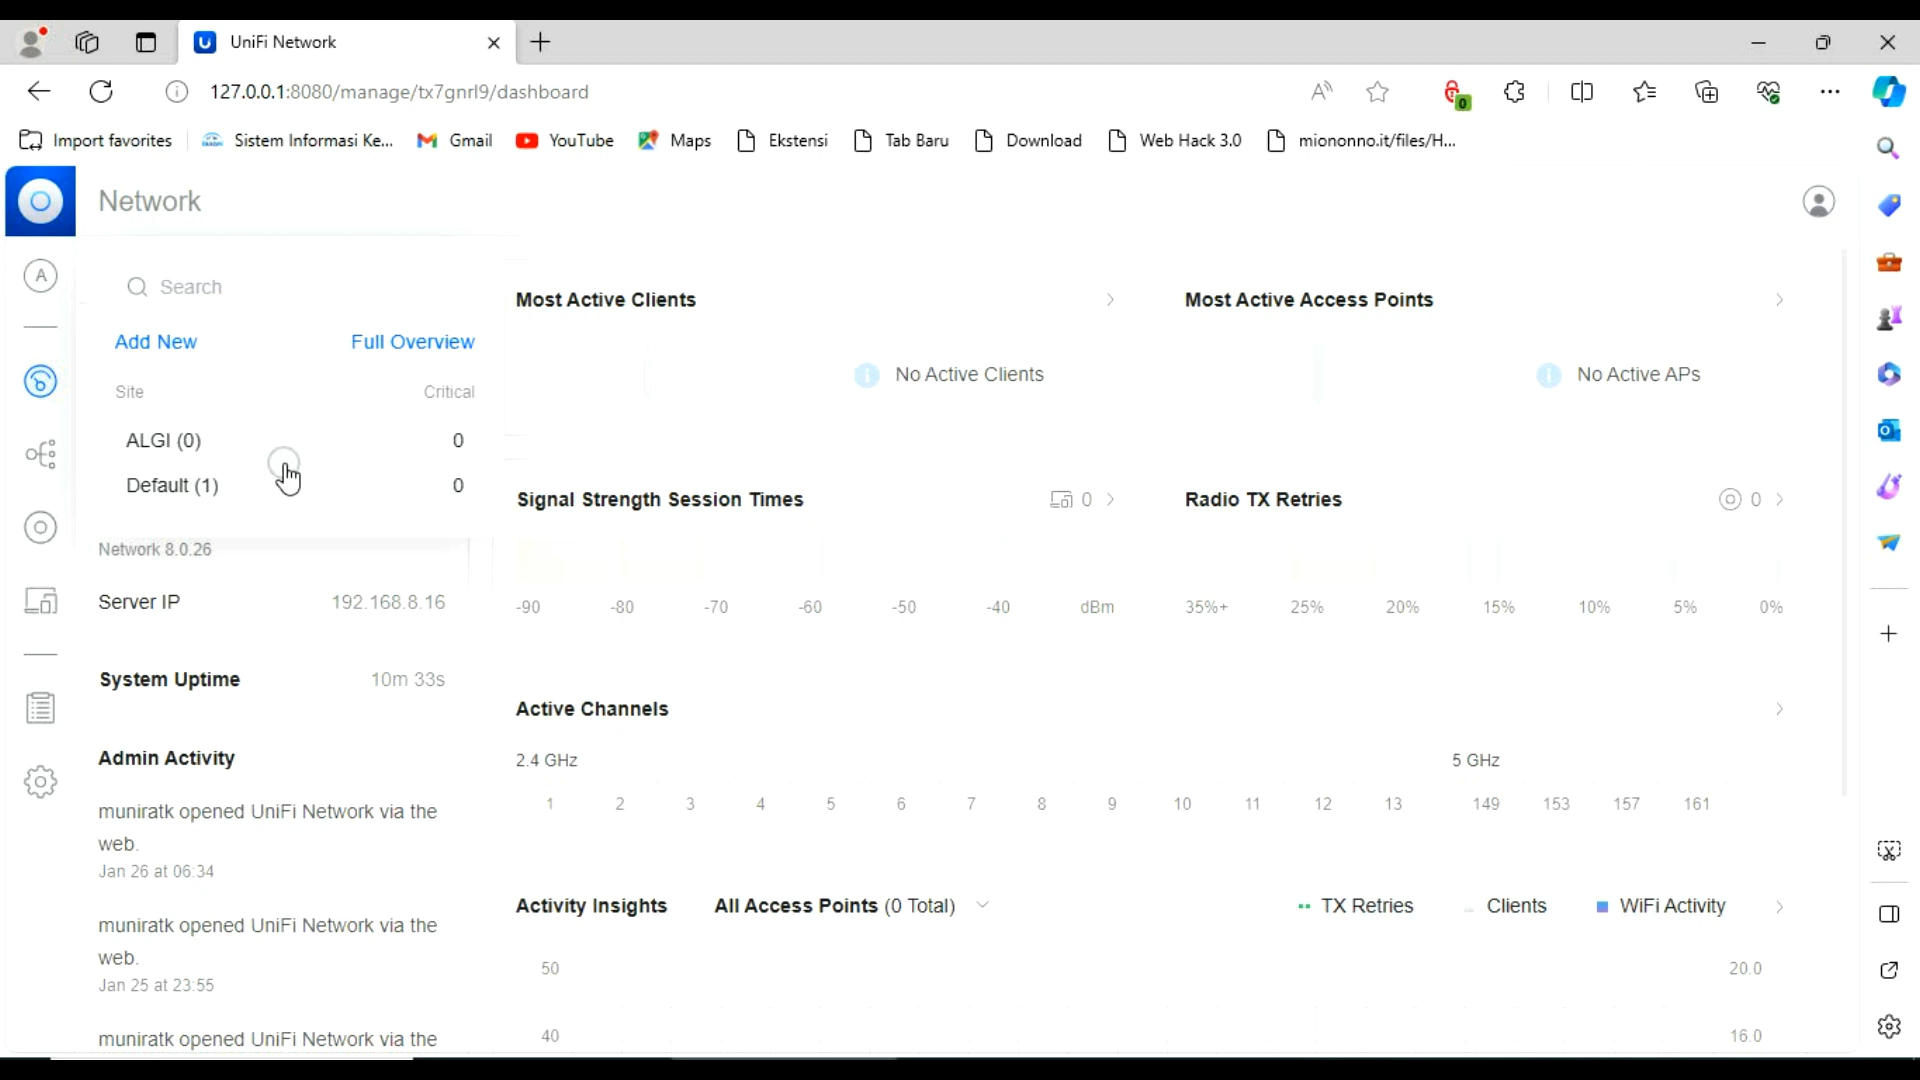 UniFi Network
127.0.0.1:8080/manage/tx7gnrl9/dashboard
Import favorites
Sistem Informasi Ke...
Gmail
YouTube
Maps
Ekstensi
Tab Baru
Download
Web Hack 3.0
miononno.it/files/H...
Network
A
Search
Add New
Full Overview
Site
Critical
ALGI (0)
0
Default (1)
0
Network 8.0.26
Server IP
192.168.8.16
System Uptime
10m 33s
Admin Activity
muniratk opened UniFi Network via the
web.
Jan 26 at 06:34
muniratk opened UniFi Network via the
web.
Jan 25 at 23:55
muniratk opened UniFi Network via the
Most Active Clients
No Active Clients
Most Active Access Points
No Active APs
Signal Strength Session Times
0
-90 -80 -70 -60 -50 -40 dBm
Radio TX Retries
0
35%+ 25% 20% 15% 10% 5% 0%
Active Channels
2.4 GHz
5 GHz
1 2 3 4 5 6 7 8 9 10 11 12 13 149 153 157 161
Activity Insights
All Access Points (0 Total)
TX Retries
Clients
WiFi Activity
50
20.0
40
16.0